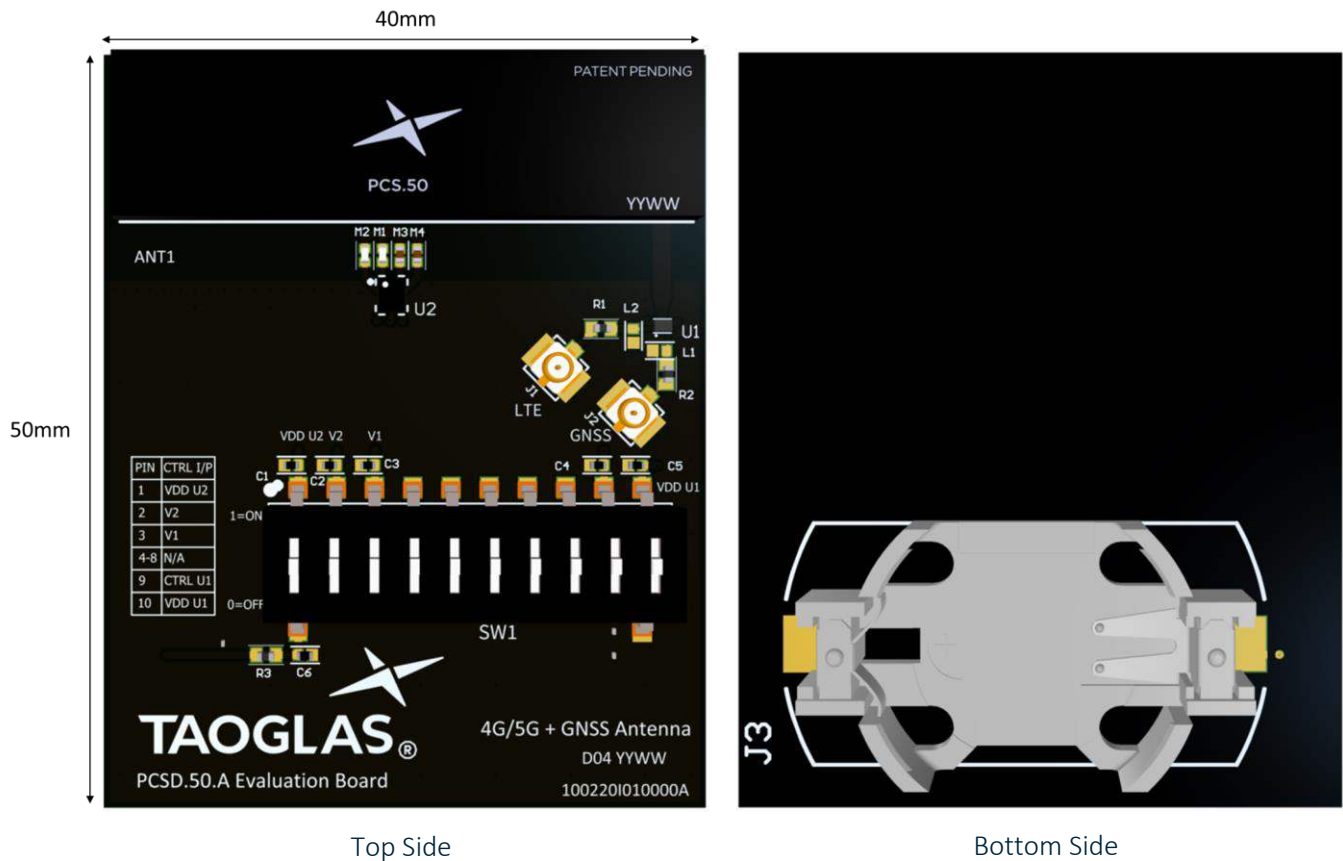 40mm
PATENT PENDING
PCS.50
YYWW
M2 M1 M3 M4
ANT1
U2
R1 L2
U1
L1
R2
J1
LTE
J2
GNSS
50mm
VDD U2 V2 V1
C1 C2 C3 C4 C5
VDD U1
PIN CTRL I/P
1 VDD U2
2 V2
3 V1
4-8 N/A
9 CTRL U1
10 VDD U1
1=ON
0=OFF
SW1
R3 C6
TAOGLAS®
PCSD.50.A Evaluation Board
4G/5G + GNSS Antenna
D04 YYWW
100220I010000A
J3
Top Side
Bottom Side